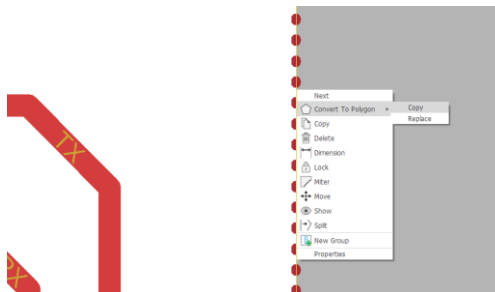 Next
Convert To Polygon
Copy
Replace
Copy
Delete
Dimension
Lock
Miter
Move
Show
Split
New Group
Properties
TX